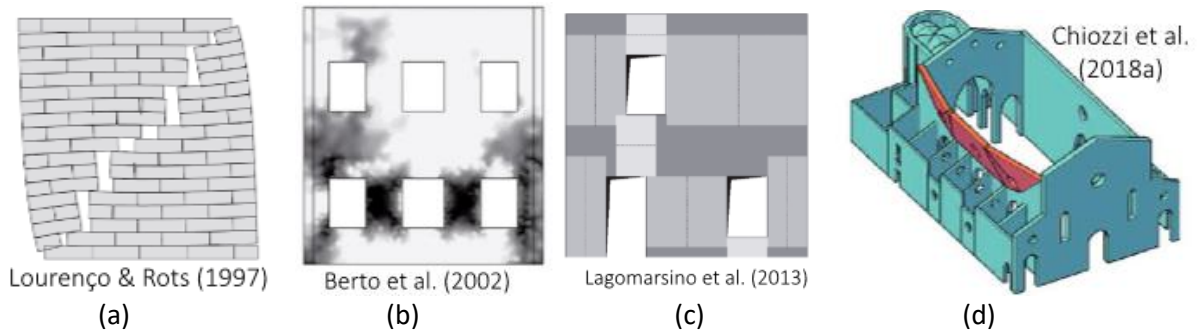 Chiozzi et al.
(2018a)
Lourenço & Rots (1997)
Berto et al. (2002)
Lagomarsino et al. (2013)
(a)
(b)
(c)
(d)